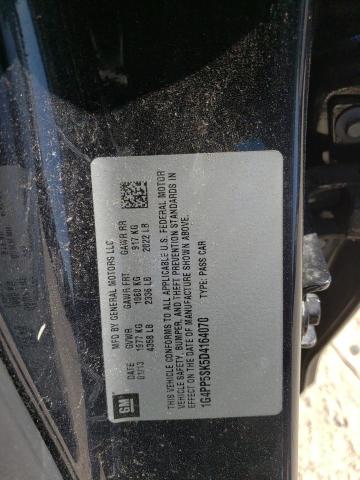 MFD BY GENERAL MOTORS LLC
DATE GVWR GAWR FRT GAWR RR
01/13 1977 KG 1060 KG 917 KG
4358 LB 2336 LB 2022 LB
THIS VEHICLE CONFORMS TO ALL APPLICABLE U.S. FEDERAL MOTOR
VEHICLE SAFETY, BUMPER, AND THEFT PREVENTION STANDARDS IN
EFFECT ON THE DATE OF MANUFACTURE SHOWN ABOVE.
1G4PP5SK5D4164070 TYPE: PASS CAR
GM